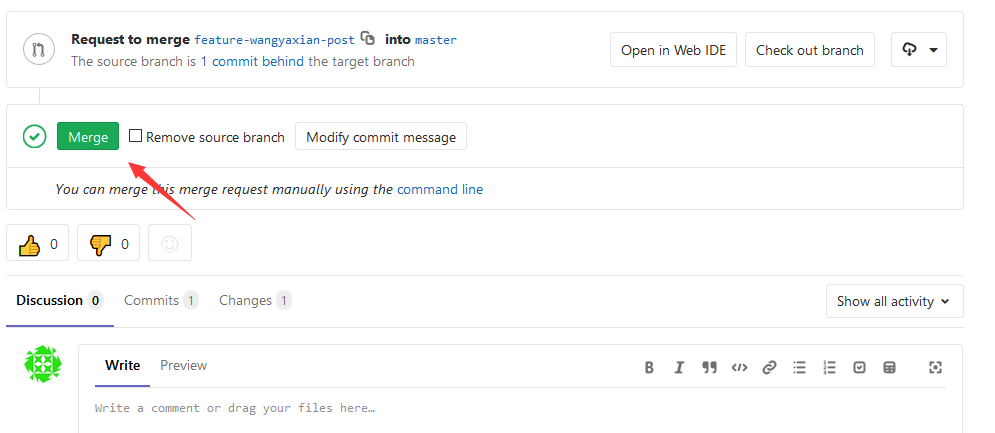 Request to merge feature-wangyaxian-post into master Open in Web IDE Check out branch
The source branch is 1 commit behind the target branch
Merge Remove source branch Modify commit message
You can merge this merge request manually using the command line
0 0
Discussion 0 Commits 1 Changes 1 Show all activity
Write Preview
Write a comment or drag your files here…